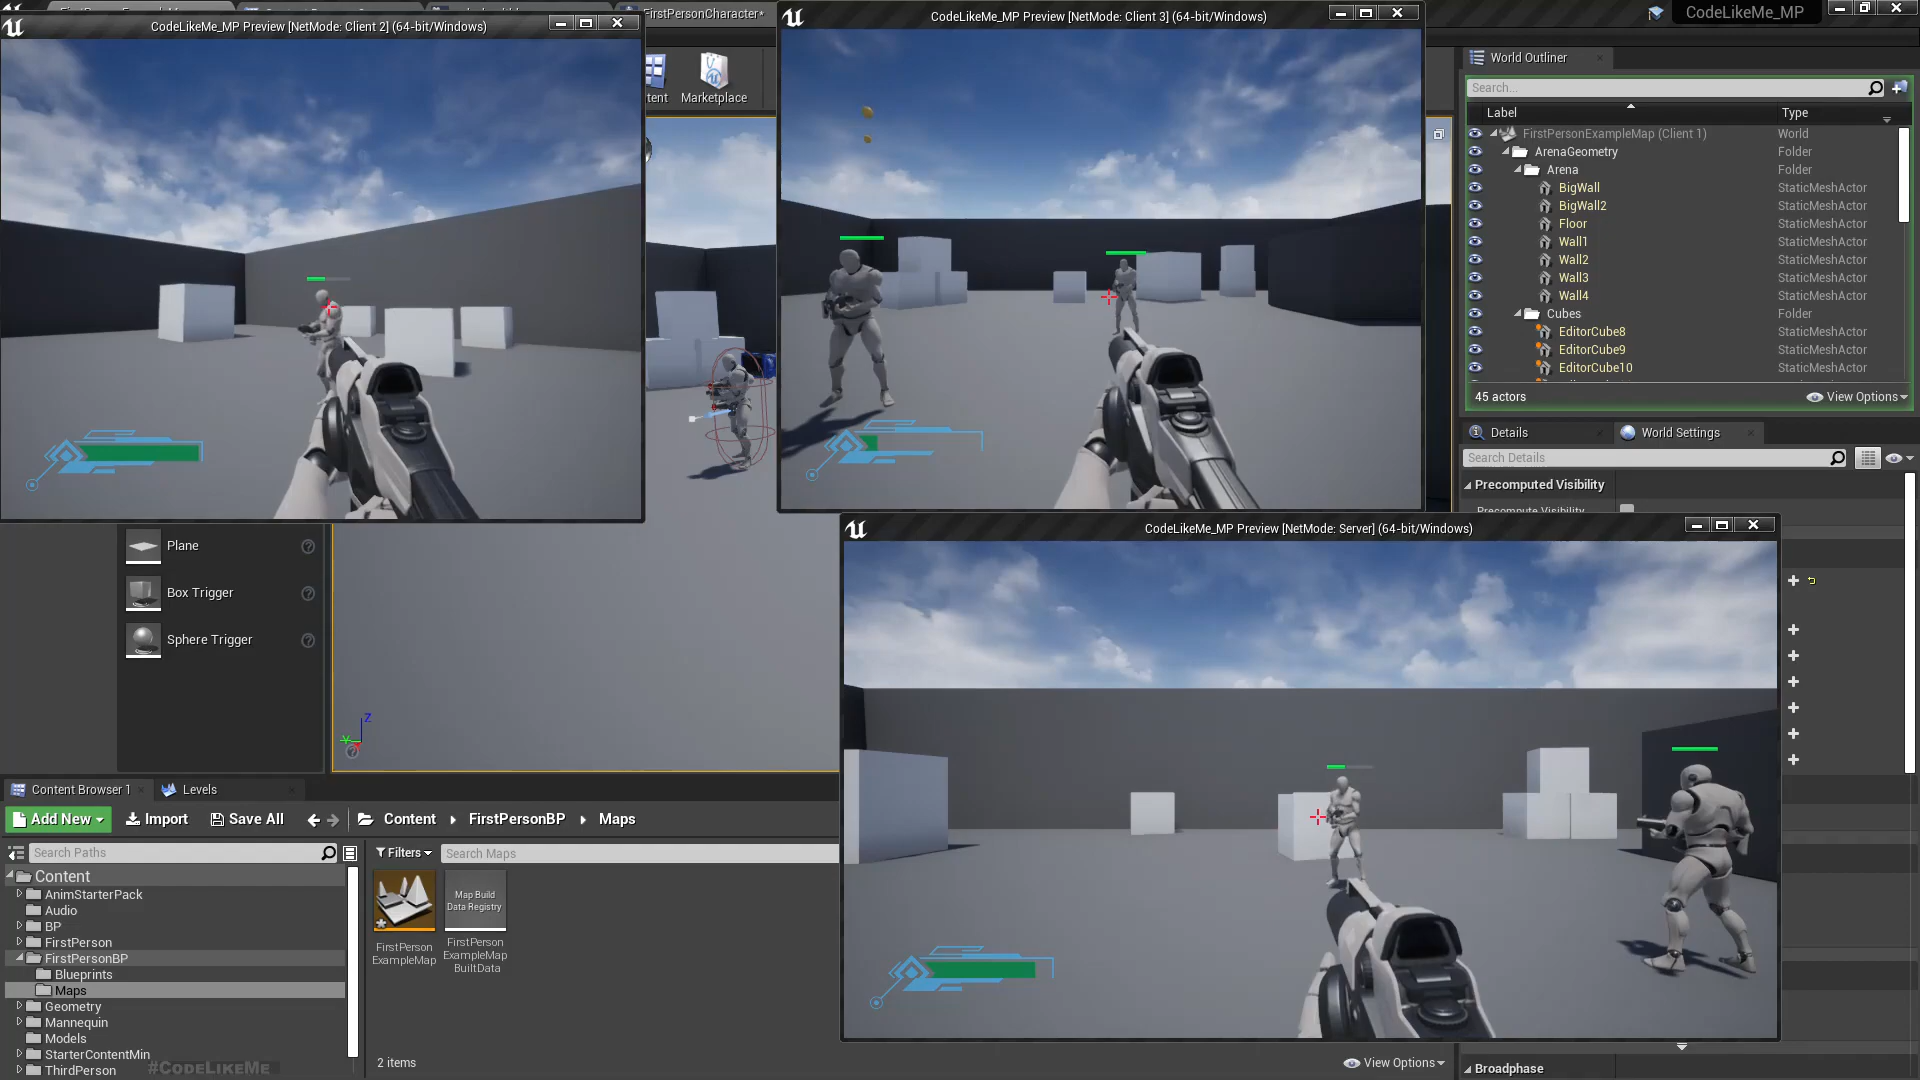 CodeLikeMe_MP Preview [NetMode: Client 2] (64-bit/Windows)
FirstPersonCharacter*
CodeLikeMe_MP Preview [NetMode: Client 3] (64-bit/Windows)
CodeLikeMe_MP
tent
Marketplace
World Outliner
Search...
Label
Type
FirstPersonExampleMap (Client 1)
World
ArenaGeometry
Folder
Arena
Folder
BigWall
StaticMeshActor
BigWall2
StaticMeshActor
Floor
StaticMeshActor
Wall1
StaticMeshActor
Wall2
StaticMeshActor
Wall3
StaticMeshActor
Wall4
StaticMeshActor
Cubes
Folder
EditorCube8
StaticMeshActor
EditorCube9
StaticMeshActor
EditorCube10
StaticMeshActor
45 actors
View Options
Details
World Settings
Search Details
Precomputed Visibility
Precompute Visibility
CodeLikeMe_MP Preview [NetMode: Server] (64-bit/Windows)
Plane
Box Trigger
Sphere Trigger
Z
Y
Content Browser 1
Levels
Add New
Import
Save All
Content
FirstPersonBP
Maps
Search Paths
Filters
Search Maps
Content
AnimStarterPack
Audio
BP
FirstPerson
FirstPersonBP
Blueprints
Maps
Geometry
Mannequin
Models
StarterContentMin
ThirdPerson
FirstPerson
ExampleMap
Map Build
Data Registry
FirstPerson
ExampleMap
BuiltData
#CodeLikeMe
2 items
View Options
Broadphase